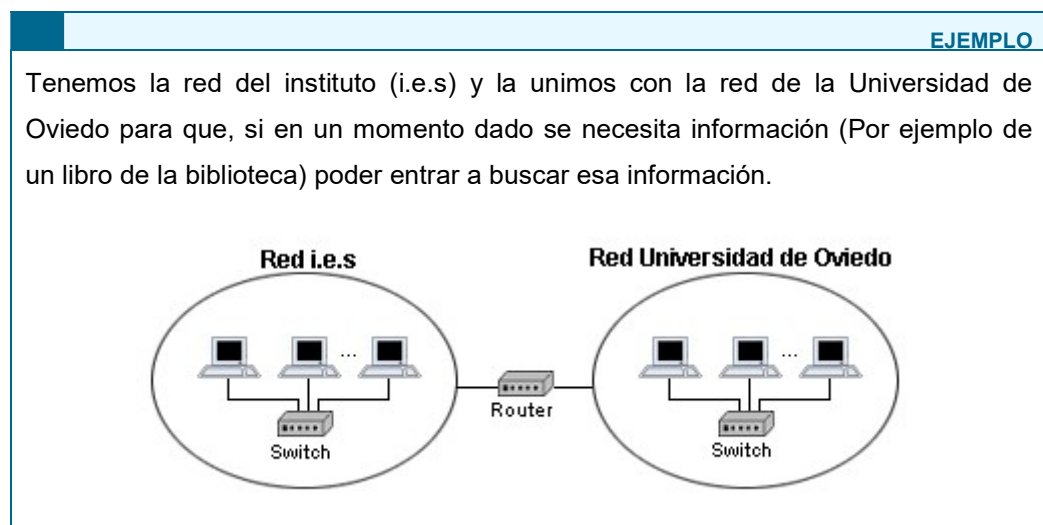 EJEMPLO
Tenemos la red del instituto (i.e.s) y la unimos con la red de la Universidad de
Oviedo para que, si en un momento dado se necesita información (Por ejemplo de
un libro de la biblioteca) poder entrar a buscar esa información.
Red i.e.s
Red Universidad de Oviedo
...
...
Router
Switch
Switch